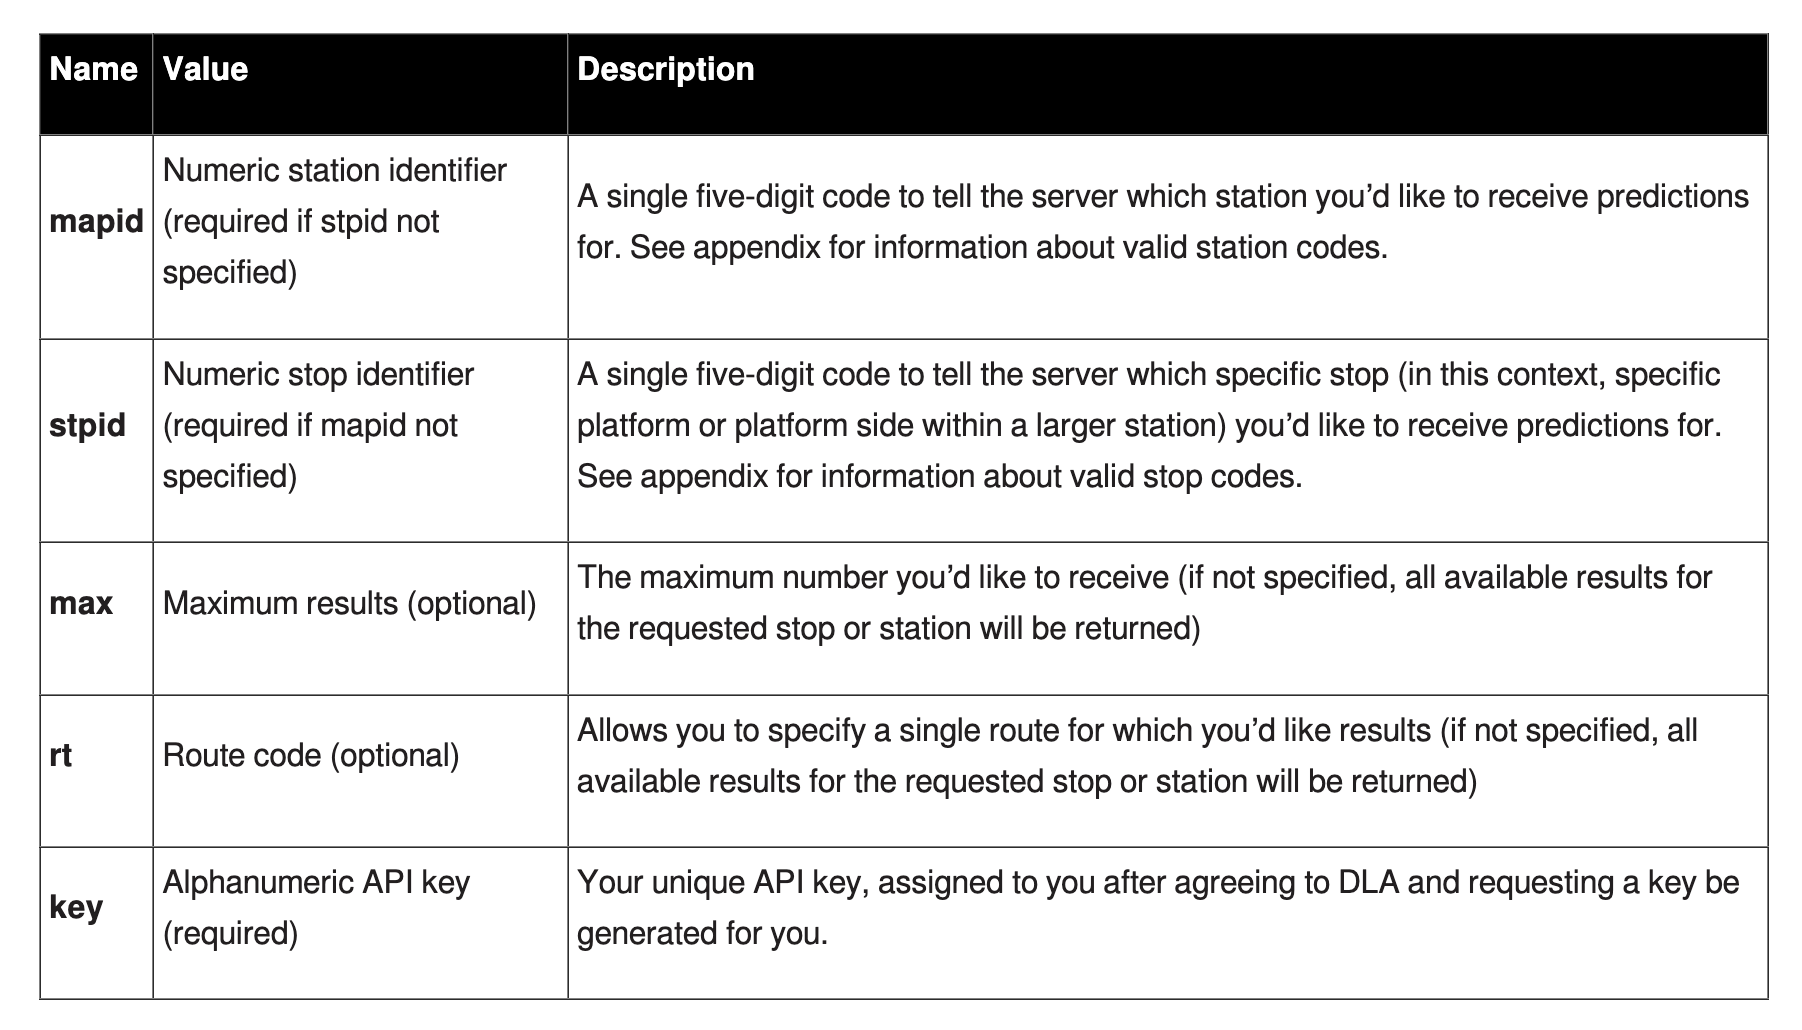 Name Value Description
mapid
Numeric station identifier
(required if stpid not
specified)
A single five-digit code to tell the server which station you’d like to receive predictions
for. See appendix for information about valid station codes.
stpid
Numeric stop identifier
(required if mapid not
specified)
A single five-digit code to tell the server which specific stop (in this context, specific
platform or platform side within a larger station) you’d like to receive predictions for.
See appendix for information about valid stop codes.
max
Maximum results (optional)
The maximum number you’d like to receive (if not specified, all available results for
the requested stop or station will be returned)
rt
Route code (optional)
Allows you to specify a single route for which you’d like results (if not specified, all
available results for the requested stop or station will be returned)
key
Alphanumeric API key
(required)
Your unique API key, assigned to you after agreeing to DLA and requesting a key be
generated for you.